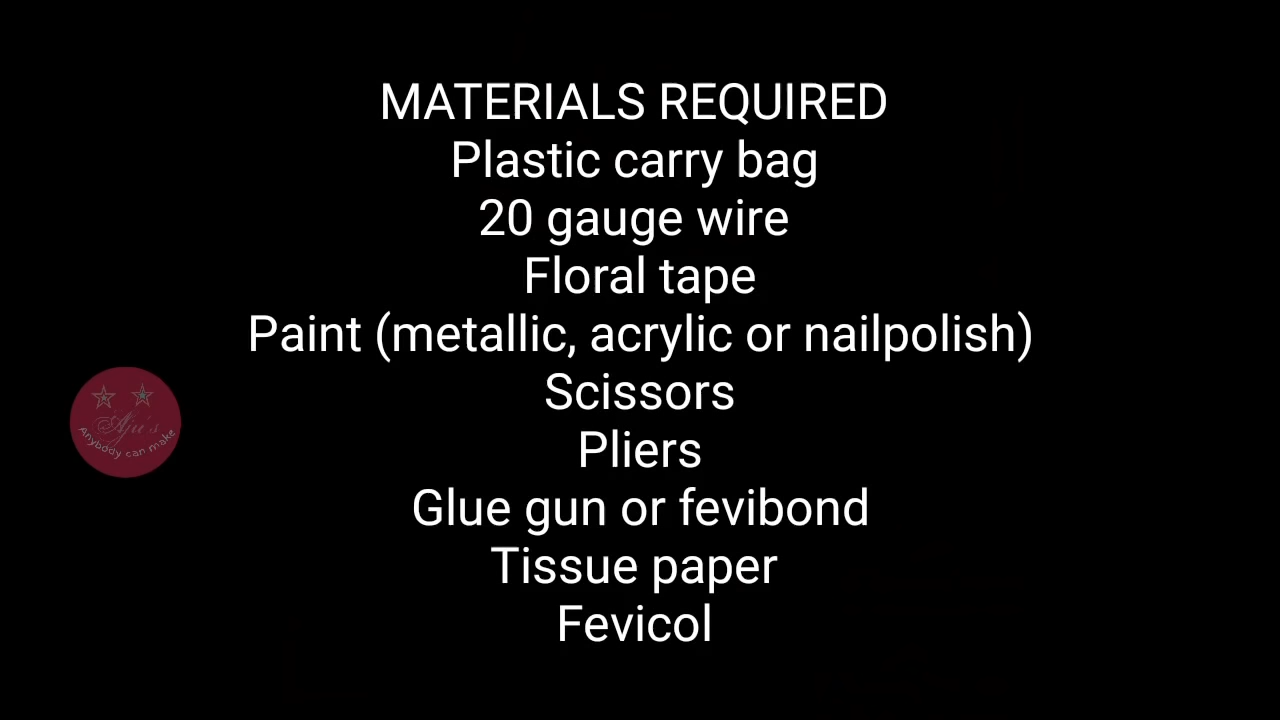 MATERIALS REQUIRED
Plastic carry bag
20 gauge wire
Floral tape
Paint (metallic, acrylic or nailpolish)
Scissors
Pliers
Glue gun or fevibond
Tissue paper
Fevicol
Aju's
Anybody can make